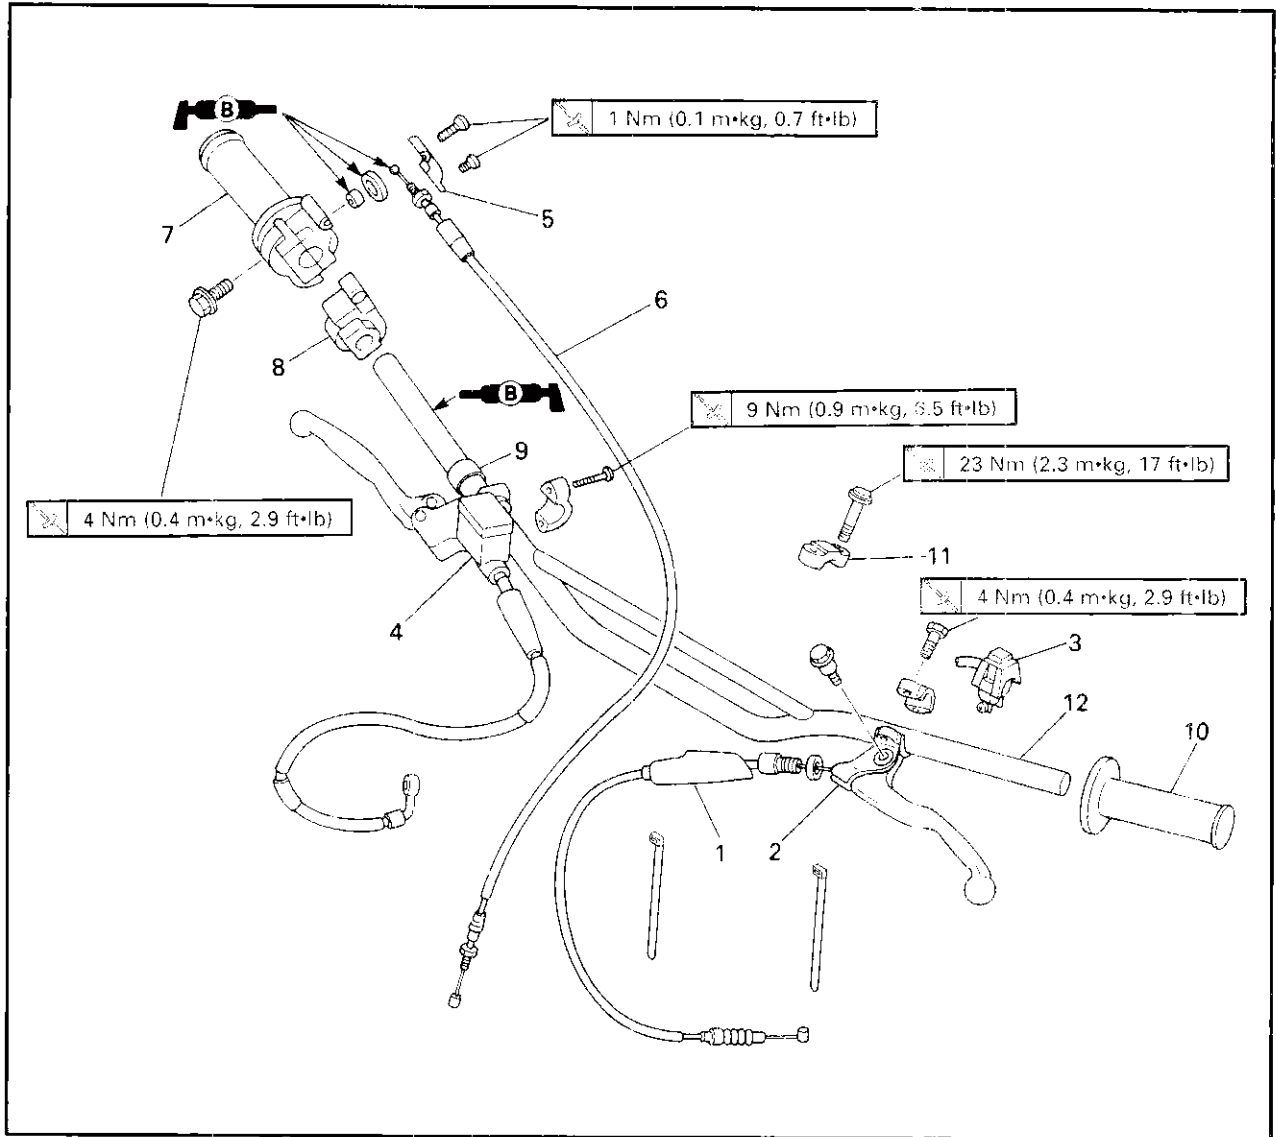 B
1 Nm (0.1 m•kg, 0.7 ft•lb)
5
7
6
8
B
9 Nm (0.9 m•kg, 6.5 ft•lb)
9
23 Nm (2.3 m•kg, 17 ft•lb)
4 Nm (0.4 m•kg, 2.9 ft•lb)
11
4 Nm (0.4 m•kg, 2.9 ft•lb)
4
3
12
10
1
2